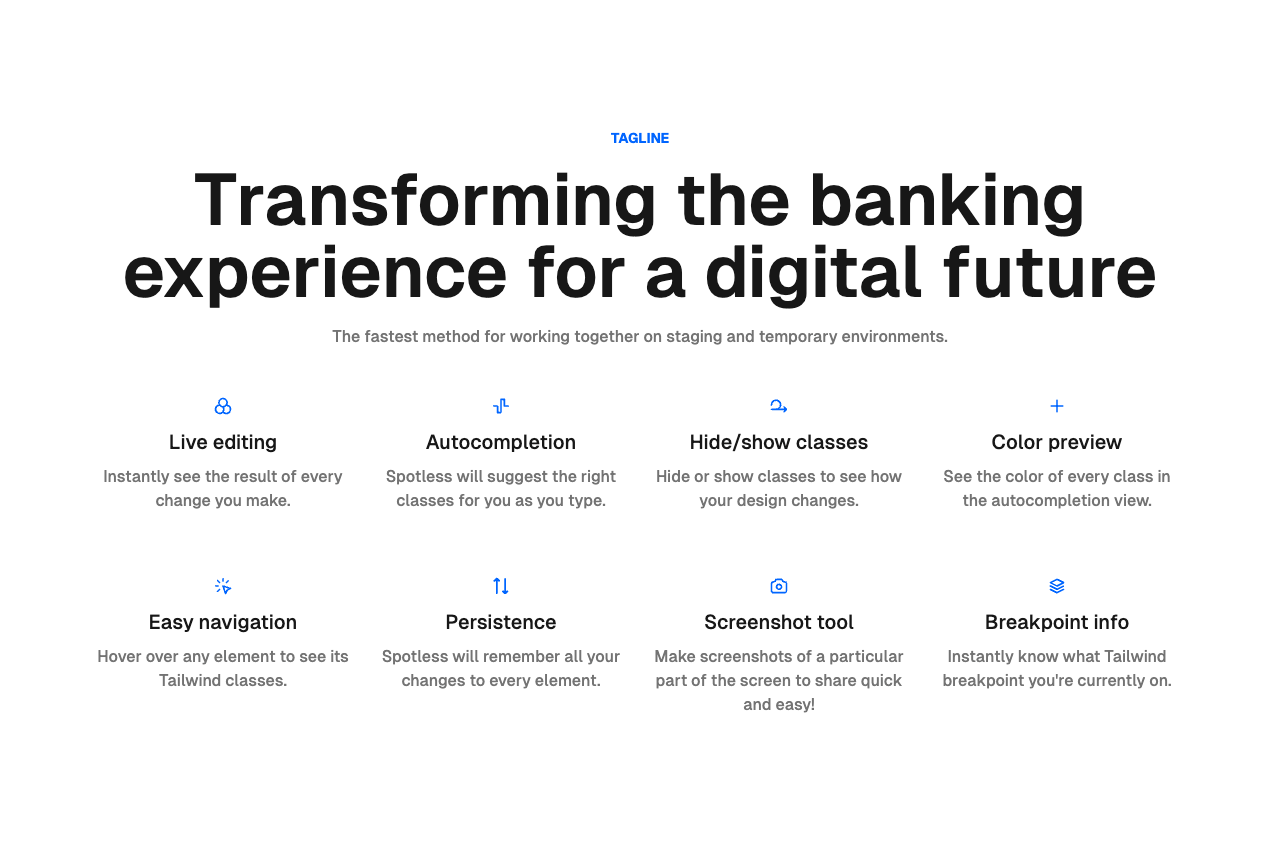 TAGLINE
Transforming the banking
experience for a digital future
The fastest method for working together on staging and temporary environments.
Live editing
Instantly see the result of every
change you make.
Autocompletion
Spotless will suggest the right
classes for you as you type.
Hide/show classes
Hide or show classes to see how
your design changes.
Color preview
See the color of every class in
the autocompletion view.
Easy navigation
Hover over any element to see its
Tailwind classes.
Persistence
Spotless will remember all your
changes to every element.
Screenshot tool
Make screenshots of a particular
part of the screen to share quick
and easy!
Breakpoint info
Instantly know what Tailwind
breakpoint you're currently on.